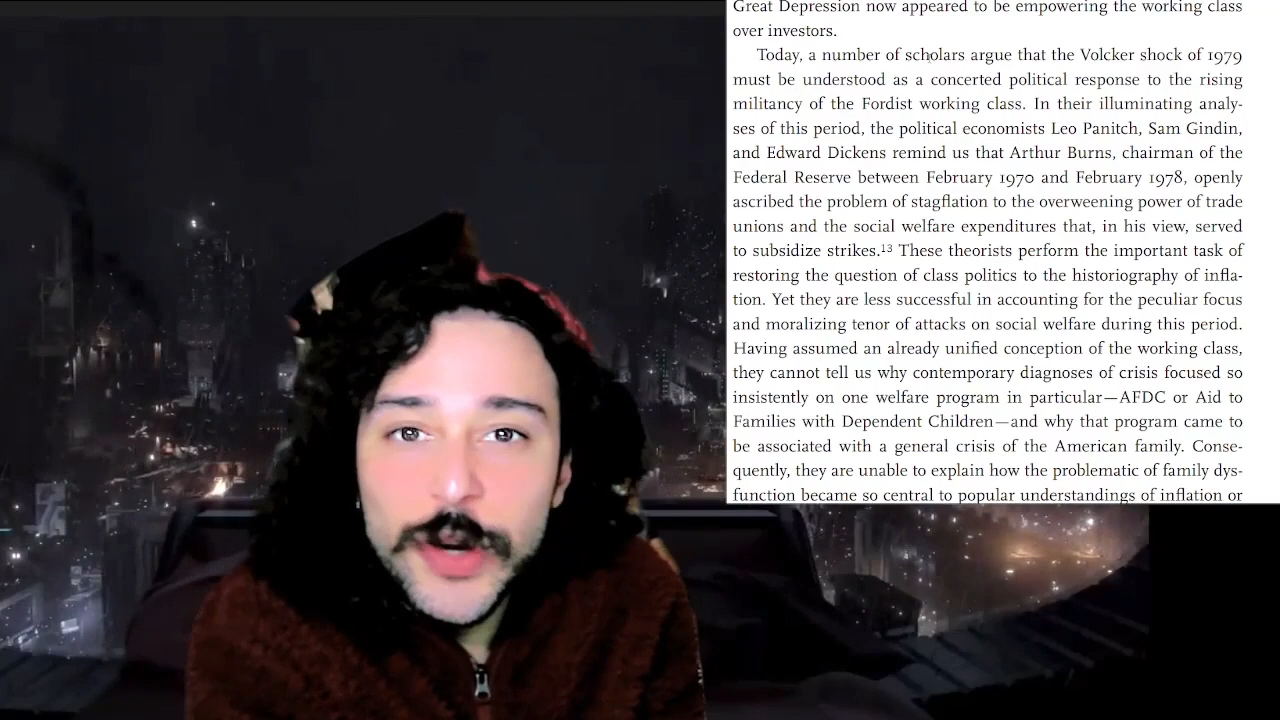 Great Depression now appeared to be empowering the working class
over investors.
Today, a number of scholars argue that the Volcker shock of 1979
must be understood as a concerted political response to the rising
militancy of the Fordist working class. In their illuminating analy-
ses of this period, the political economists Leo Panitch, Sam Gindin,
and Edward Dickens remind us that Arthur Burns, chairman of the
Federal Reserve between February 1970 and February 1978, openly
ascribed the problem of stagflation to the overweening power of trade
unions and the social welfare expenditures that, in his view, served
to subsidize strikes.¹³ These theorists perform the important task of
restoring the question of class politics to the historiography of infla-
tion. Yet they are less successful in accounting for the peculiar focus
and moralizing tenor of attacks on social welfare during this period.
Having assumed an already unified conception of the working class,
they cannot tell us why contemporary diagnoses of crisis focused so
insistently on one welfare program in particular—AFDC or Aid to
Families with Dependent Children—and why that program came to
be associated with a general crisis of the American family. Conse-
quently, they are unable to explain how the problematic of family dys-
function became so central to popular understandings of inflation or